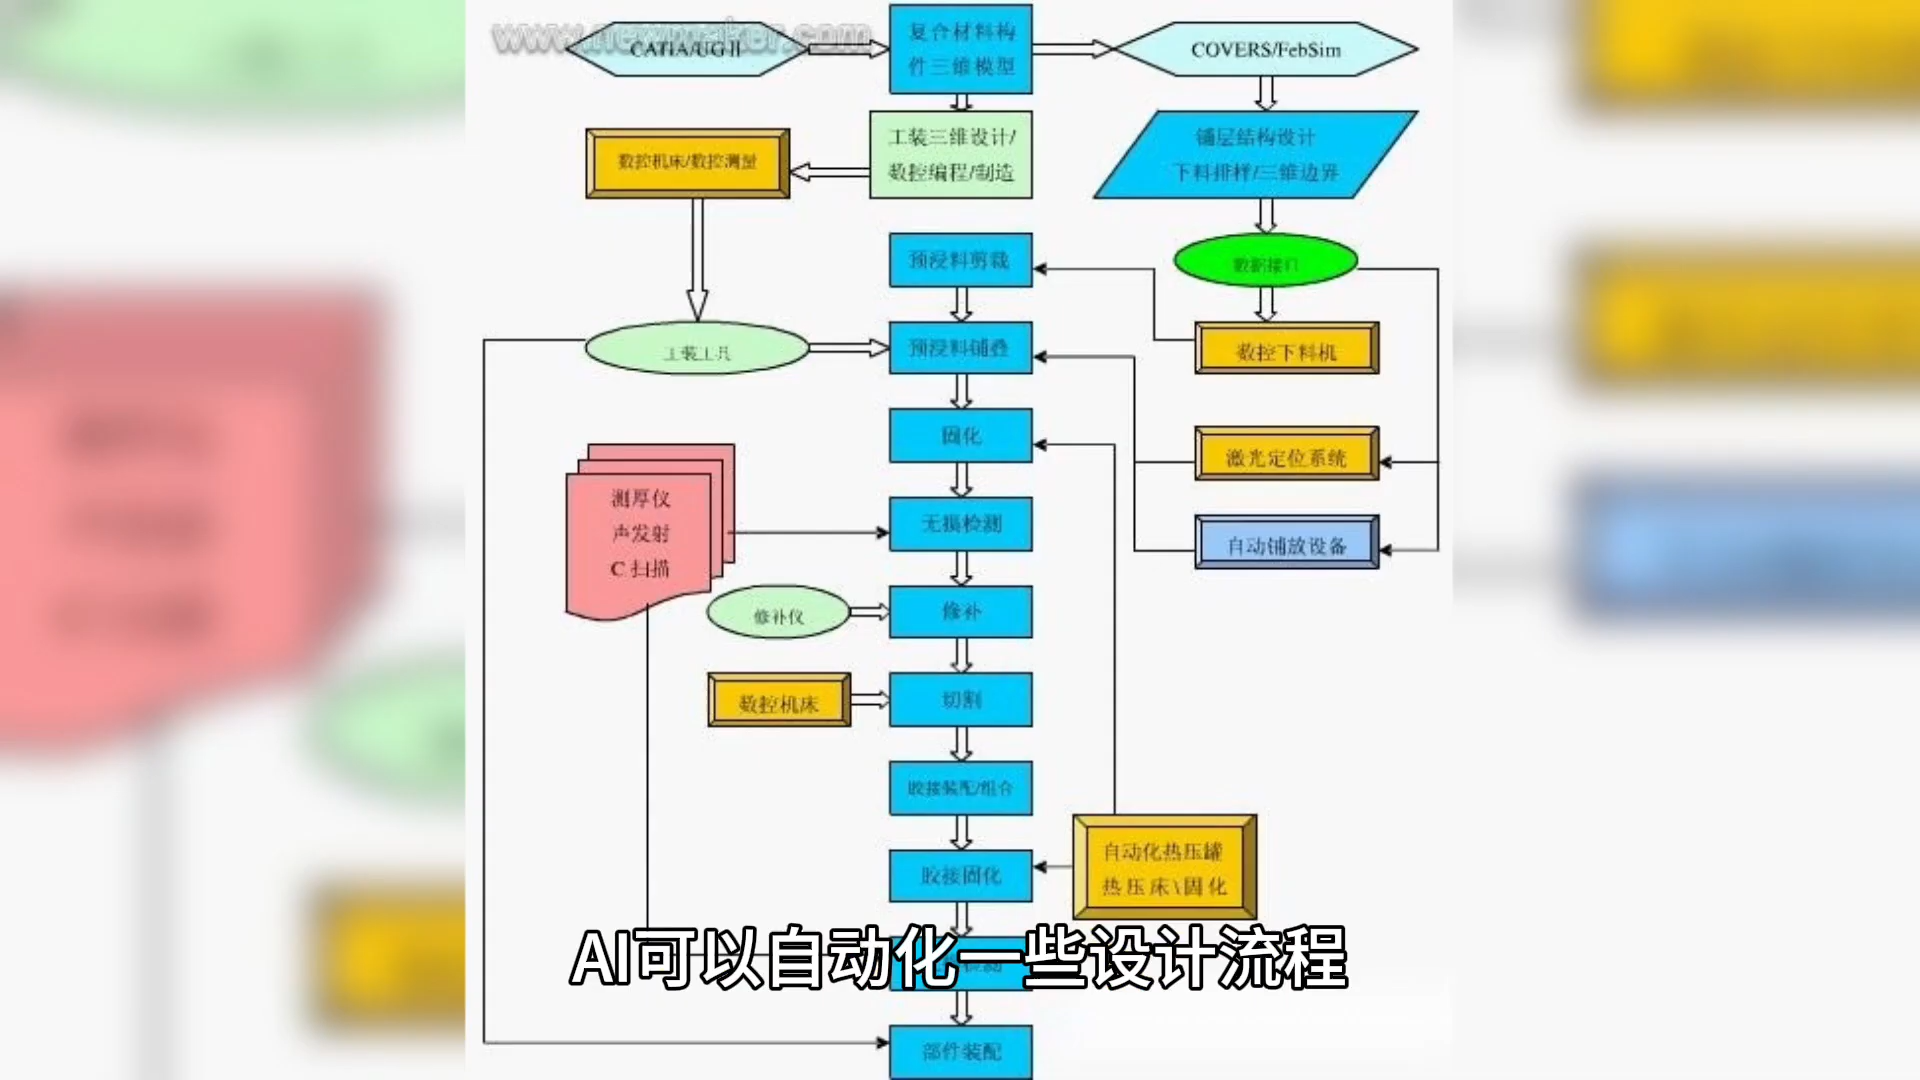 www.newmaker.com
CATIA/UG II
复合材料构
件三维模型
COVERS/FebSim
工装三维设计/
数控编程/制造
数控机床/数控测量
铺层结构设计
下料排样/三维边界
预浸料剪裁
数据接口
工装工具
预浸料铺叠
数控下料机
固化
激光定位系统
测厚仪
声发射
C 扫描
无损检测
自动铺放设备
修补仪
修补
数控机床
切割
胶接装配/组合
自动化热压罐
热压床\固化
胶接固化
AI可以自动化一些设计流程
部件装配